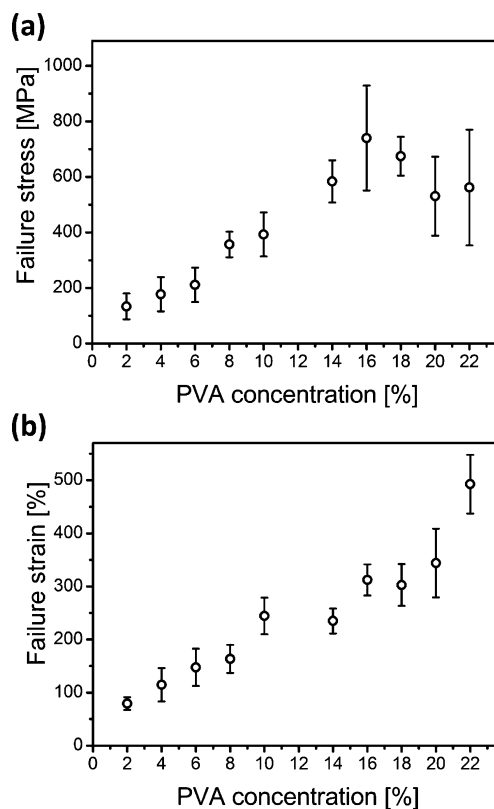 (a)
Failure stress [MPa]
1000
800
600
400
200
0
0 2 4 6 8 10 12 14 16 18 20 22
PVA concentration [%]
(b)
Failure strain [%]
500
400
300
200
100
0
0 2 4 6 8 10 12 14 16 18 20 22
PVA concentration [%]